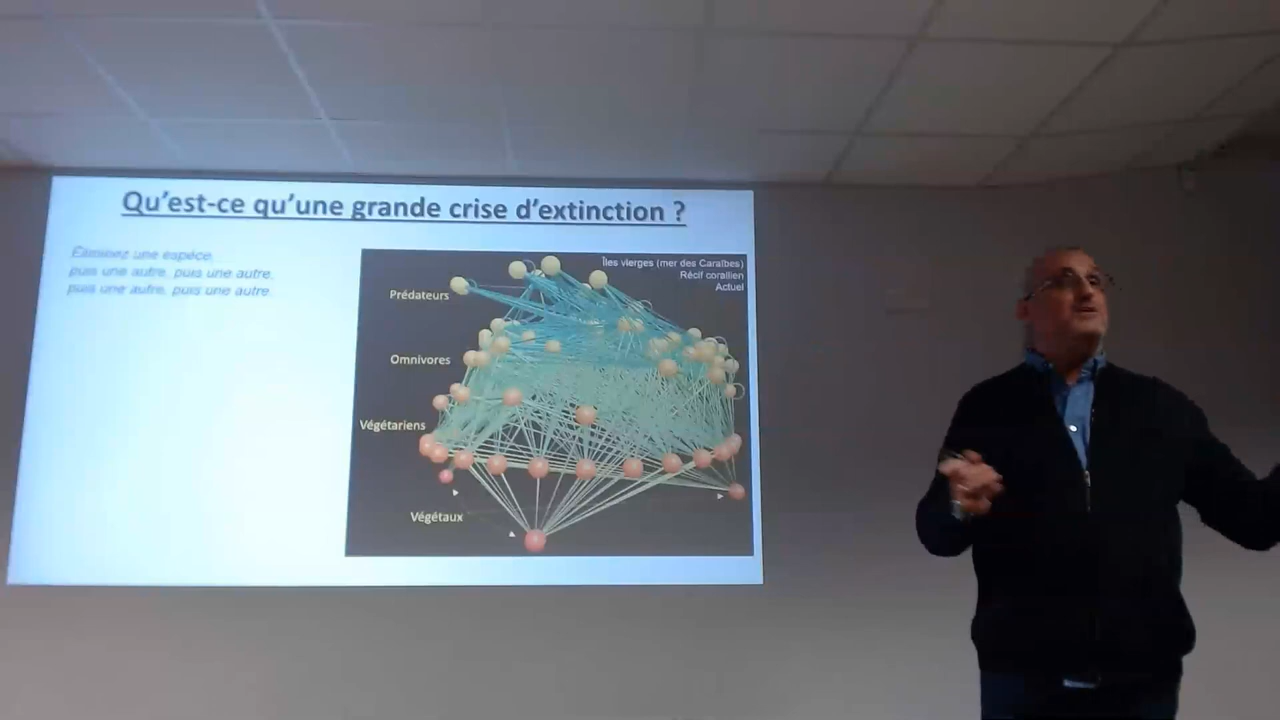 Qu'est-ce qu'une grande crise d'extinction ?
Éliminez une espèce,
puis une autre, puis une autre,
puis une autre, puis une autre.
Îles vierges (mer des Caraïbes)
Récif corallien
Actuel
Prédateurs
Omnivores
Végétariens
Végétaux